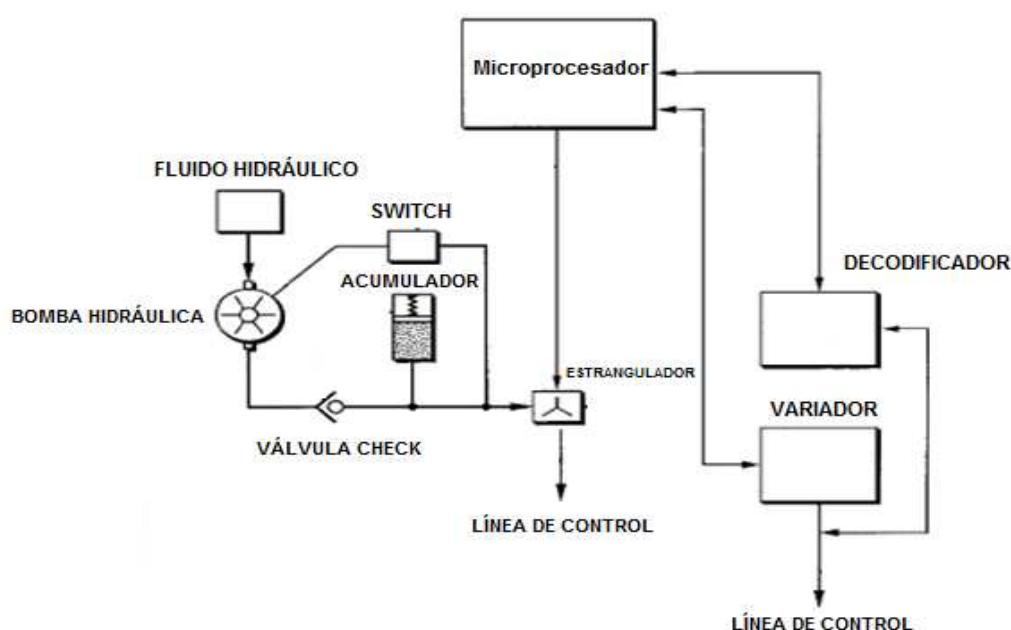 Microprocesador
FLUIDO HIDRÁULICO
SWITCH
ACUMULADOR
DECODIFICADOR
BOMBA HIDRÁULICA
ESTRANGULADOR
VARIADOR
VÁLVULA CHECK
LÍNEA DE CONTROL
LÍNEA DE CONTROL